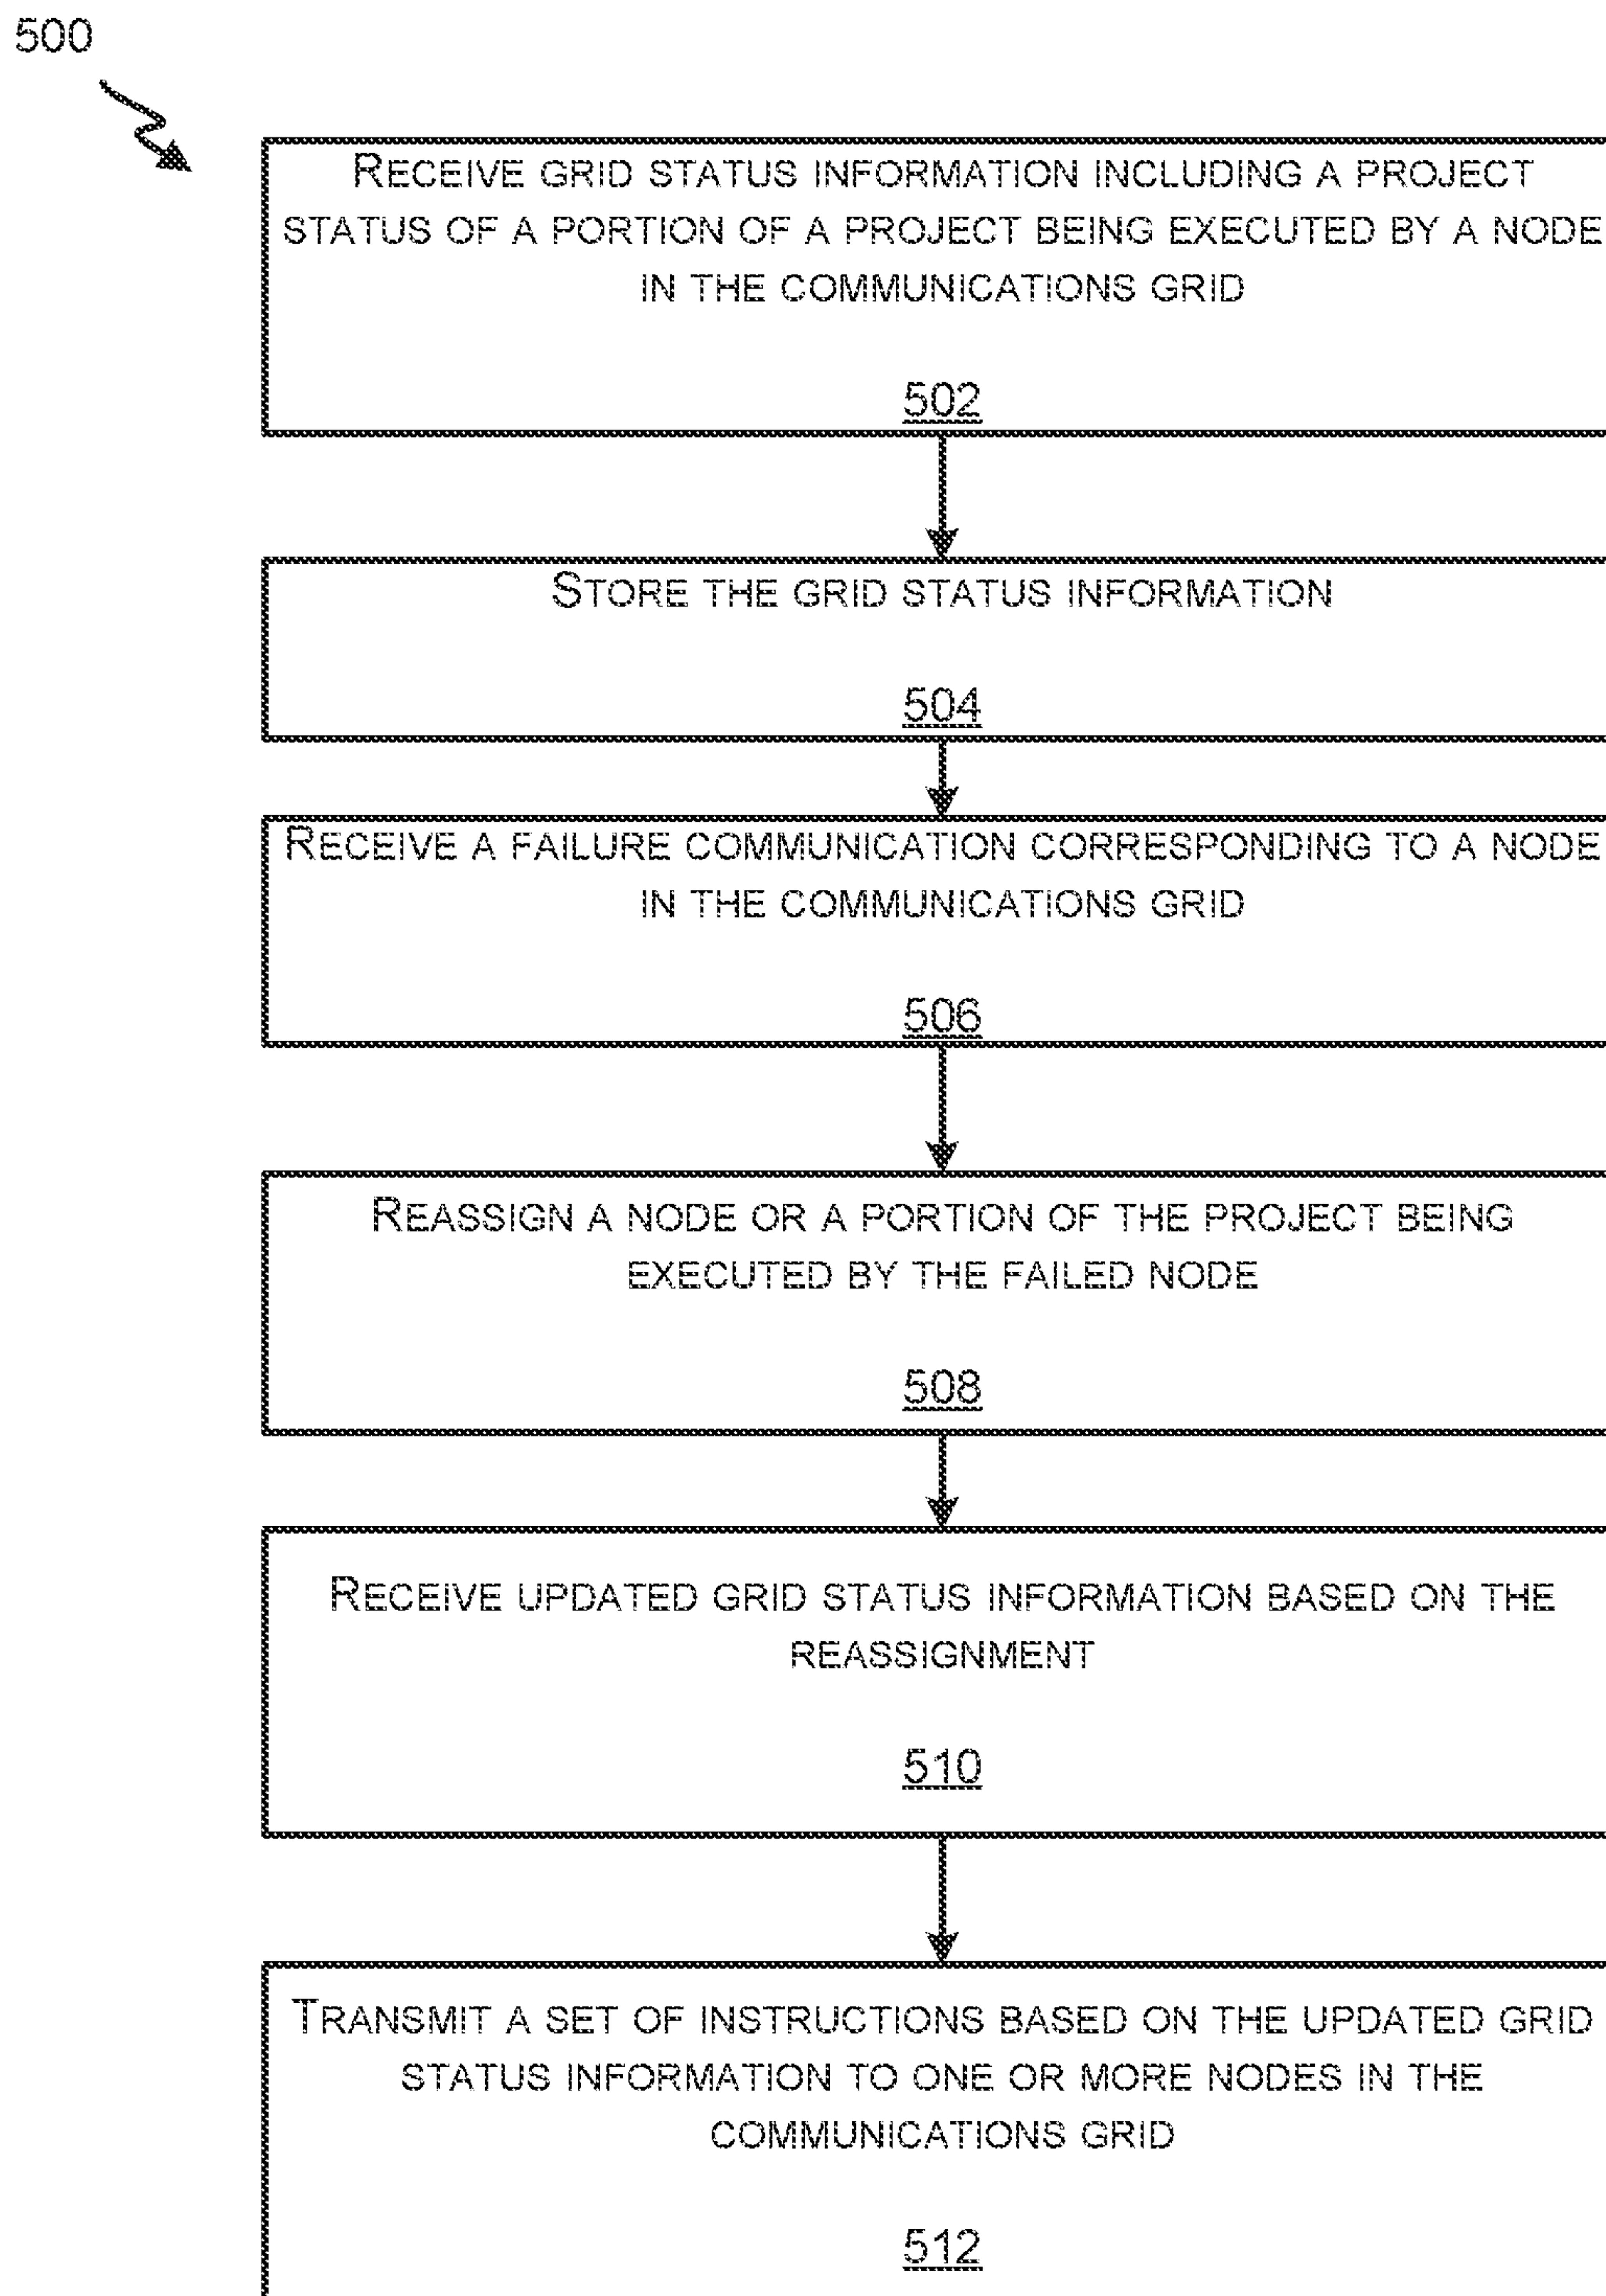 500
RECEIVE GRID STATUS INFORMATION INCLUDING A PROJECT
STATUS OF A PORTION OF A PROJECT BEING EXECUTED BY A NODE
IN THE COMMUNICATIONS GRID
502
STORE THE GRID STATUS INFORMATION
504
RECEIVE A FAILURE COMMUNICATION CORRESPONDING TO A NODE
IN THE COMMUNICATIONS GRID
506
REASSIGN A NODE OR A PORTION OF THE PROJECT BEING
EXECUTED BY THE FAILED NODE
508
RECEIVE UPDATED GRID STATUS INFORMATION BASED ON THE
REASSIGNMENT
510
TRANSMIT A SET OF INSTRUCTIONS BASED ON THE UPDATED GRID
STATUS INFORMATION TO ONE OR MORE NODES IN THE
COMMUNICATIONS GRID
512